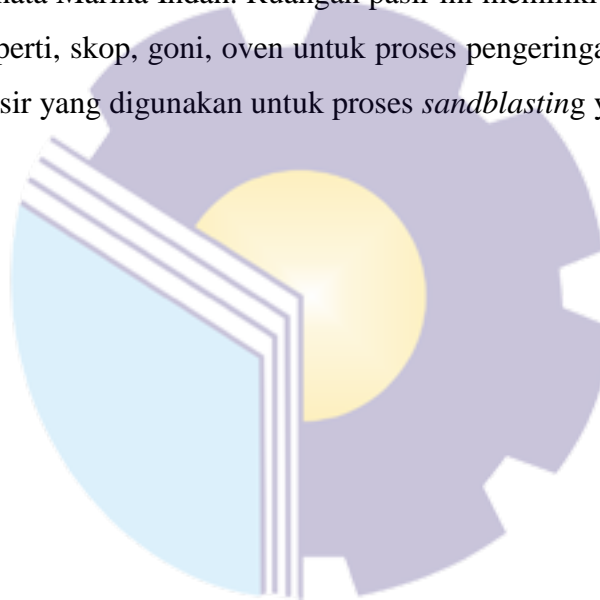 Marina Indah. Ruangan pasir ini memiliki
perti, skop, goni, oven untuk proses pengeringa
sir yang digunakan untuk proses sandblasting y